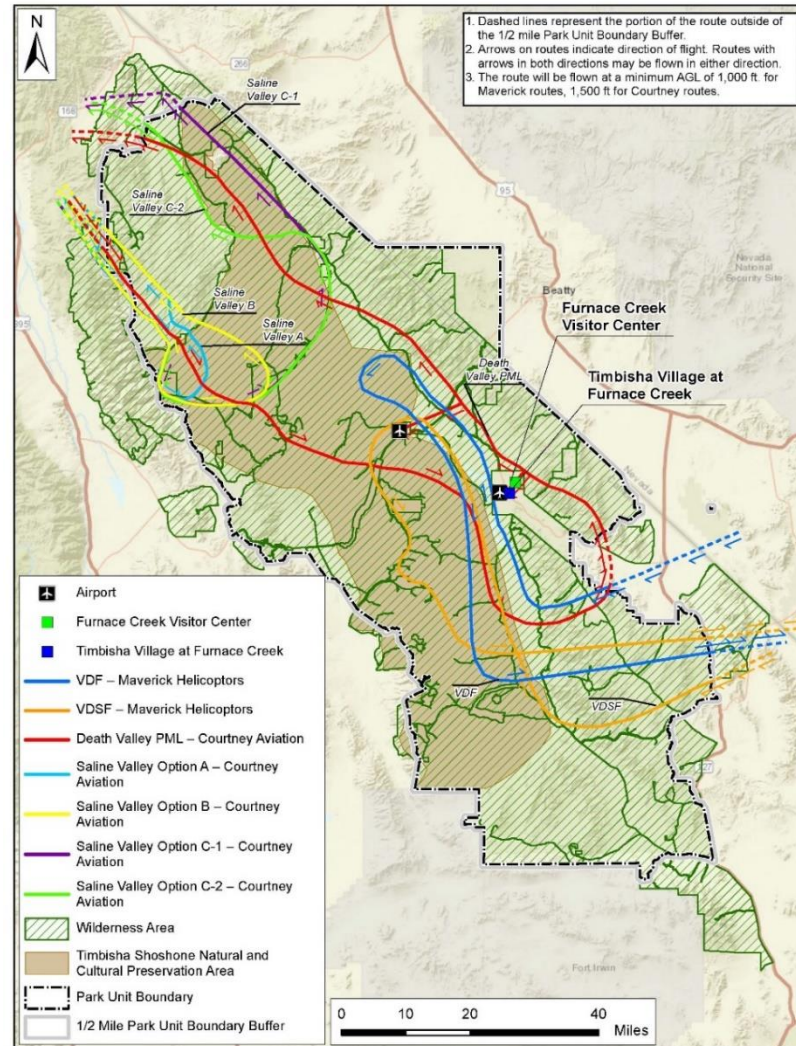 1. Dashed lines represent the portion of the route outside of
the 1/2 mile Park Unit Boundary Buffer.
2. Arrows on routes indicate direction of flight. Routes with
arrows in both directions may be flown in either direction.
3. The route will be flown at a minimum AGL of 1,000 ft. for
Maverick routes, 1,500 ft for Courtney routes.
N
266
Saline
Valley C-1
168
95
Saline
Valley C-2
Nevada
National
Security Site
Saline
Valley B
Beatty
395
Saline
Valley A
Furnace Creek
Visitor Center
Death
Valley PML
Timbisha Village at
Furnace Creek
Nevada
VDF
VDSF
Fort Irwin
Airport
Furnace Creek Visitor Center
Timbisha Village at Furnace Creek
VDF – Maverick Helicoptors
VDSF – Maverick Helicoptors
Death Valley PML – Courtney Aviation
Saline Valley Option A – Courtney
Aviation
Saline Valley Option B – Courtney
Aviation
Saline Valley Option C-1 – Courtney
Aviation
Saline Valley Option C-2 – Courtney
Aviation
Wilderness Area
Timbisha Shoshone Natural and
Cultural Preservation Area
Park Unit Boundary
1/2 Mile Park Unit Boundary Buffer
0 10 20 40
Miles